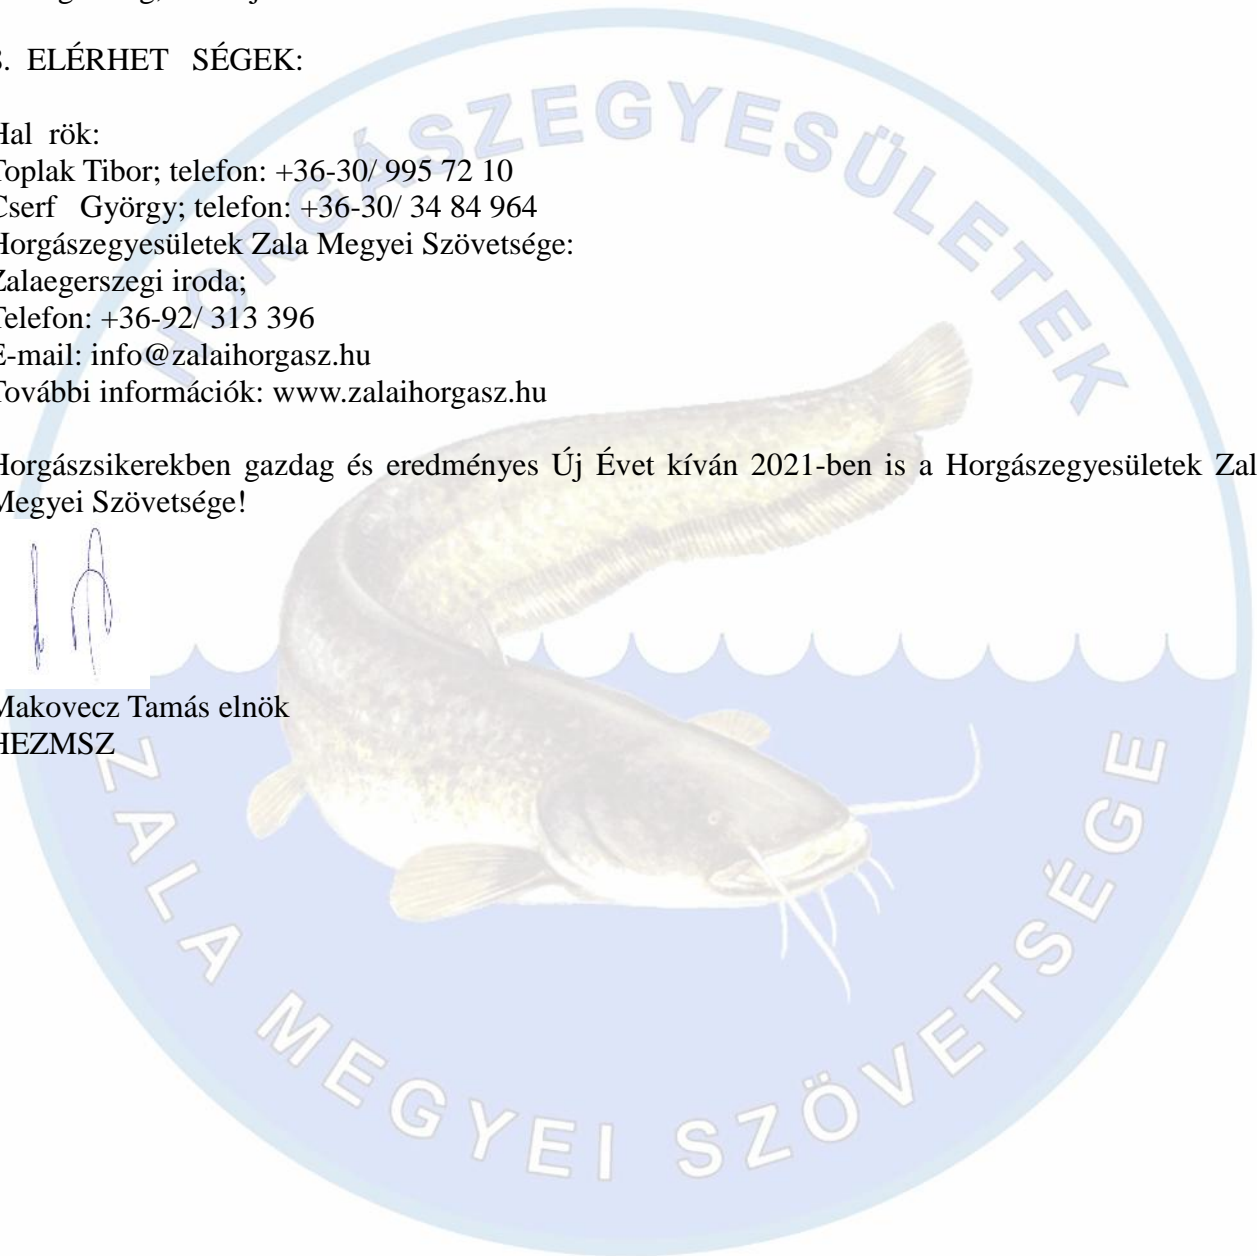 . ELÉRHET SÉGEK:
Hal rök:
Toplak Tibor; telefon: +36-30/ 995 72 10
Cserf György; telefon: +36-30/ 34 84 964
Horgászegyesületek Zala Megyei Szövetsége:
Zalaegerszegi iroda;
Telefon: +36-92/ 313 396
E-mail: info@zalaihorgasz.hu
További információk: www.zalaihorgasz.hu
Horgászsikerekben gazdag és eredményes Új Évet kíván 2021-ben is a Horgászegyesületek Zal
Megyei Szövetsége!
Makovecz Tamás elnök
HEZMSZ
HORGÁSZEGYESÜLETEK
ZALA MEGYEI SZÖVETSÉGE